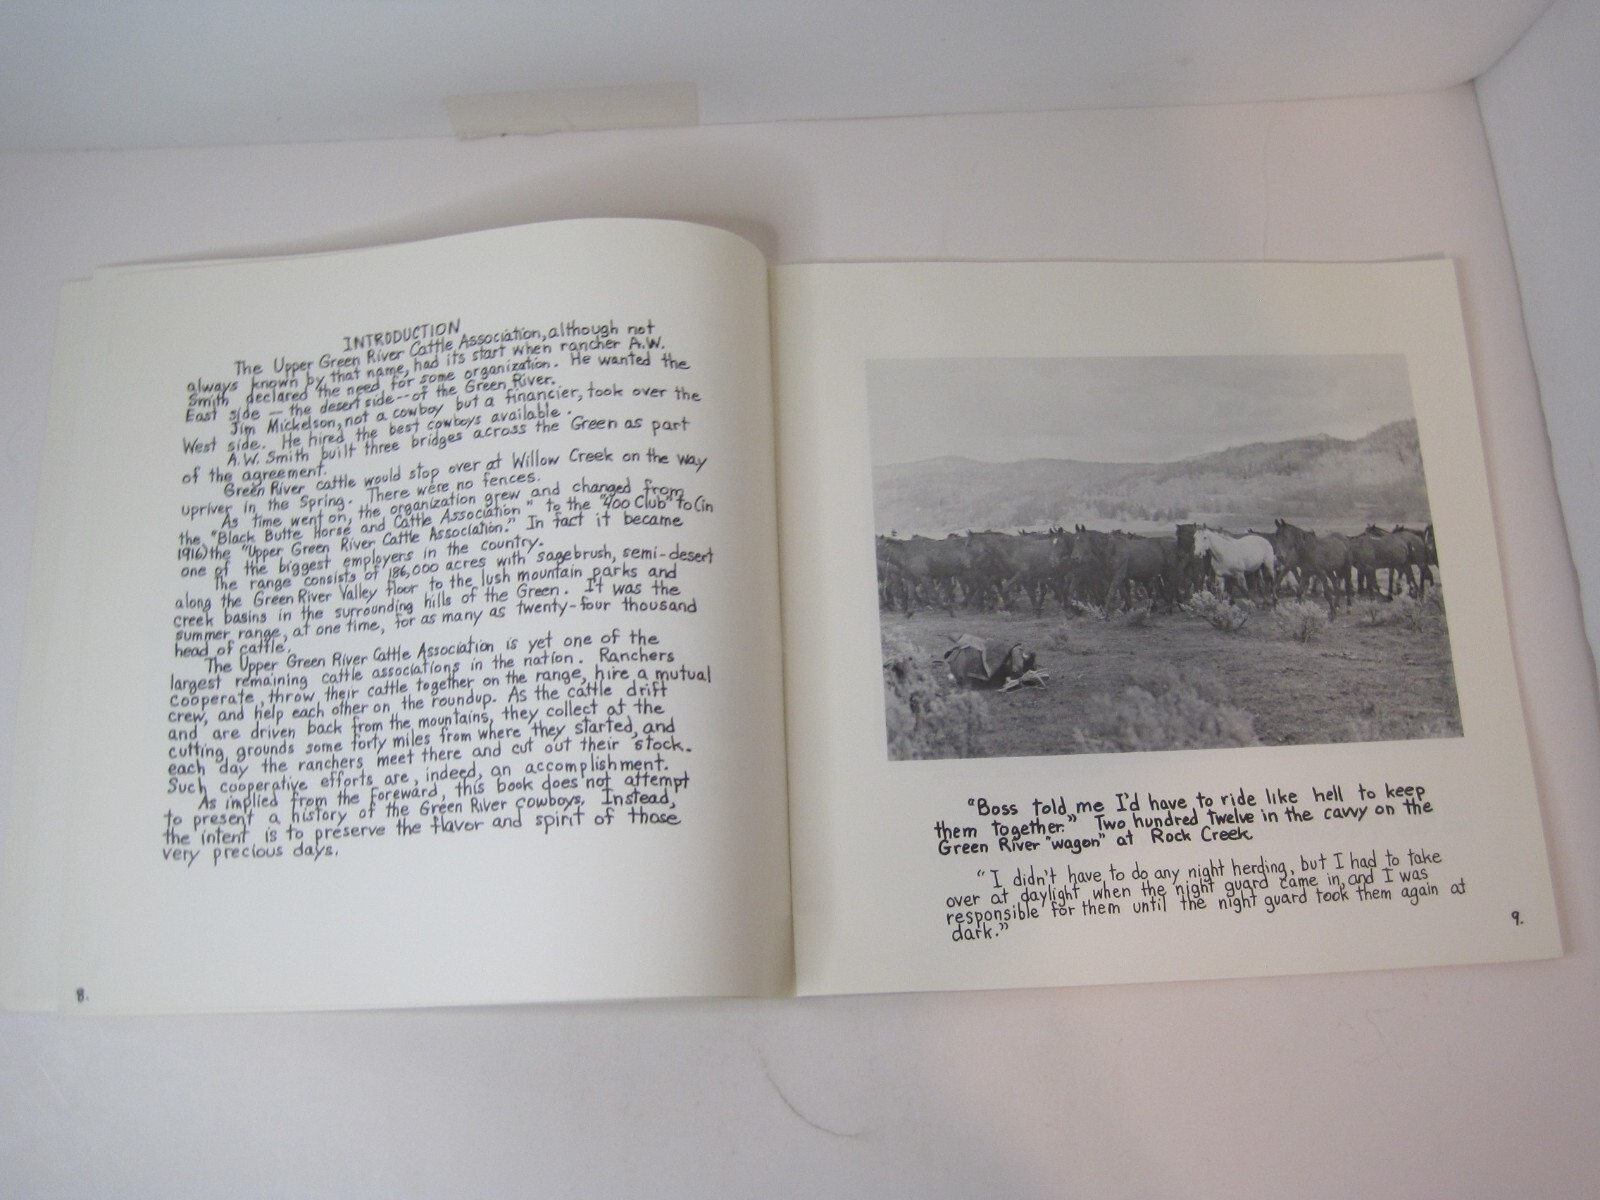 INTRODUCTION
The Upper Green River Cattle Association, although not
always known by that name, had its start when rancher A.W.
Smith declared the need for some organization. He wanted the
East side — the desert side -- of the Green River.
Jim Mickelson, not a cowboy but a financier, took over the
West side. He hired the best cowboys available.
A.W. Smith built three bridges across the Green as part
of the agreement.
Green River cattle would stop over at Willow Creek on the way
upriver in the Spring. There were no fences.
As time went on, the organization grew and changed from
the "Black Butte Horse and Cattle Association" to the "400 Club" to (in
1916) the "Upper Green River Cattle Association." In fact it became
one of the biggest employers in the country.
The range consists of 186,000 acres with sagebrush, semi-desert
along the Green River Valley floor to the lush mountain parks and
creek basins in the surrounding hills of the Green. It was the
summer range, at one time, for as many as twenty-four thousand
head of cattle.
The Upper Green River Cattle Association is yet one of the
largest remaining cattle associations in the nation. Ranchers
cooperate, throw their cattle together on the range, hire a mutual
crew, and help each other on the roundup. As the cattle drift
and are driven back from the mountains, they collect at the
cutting grounds some forty miles from where they started, and
each day the ranchers meet there and cut out their stock.
Such cooperative efforts are, indeed, an accomplishment.
As implied from the Foreward, this book does not attempt
to present a history of the Green River cowboys. Instead,
the intent is to preserve the flavor and spirit of those
very precious days.
8.
"Boss told me I'd have to ride like hell to keep
them together." Two hundred twelve in the cavvy on the
Green River "wagon" at Rock Creek.
"I didn't have to do any night herding, but I had to take
over at daylight when the night guard came in, and I was
responsible for them until the night guard took them again at
dark."
9.